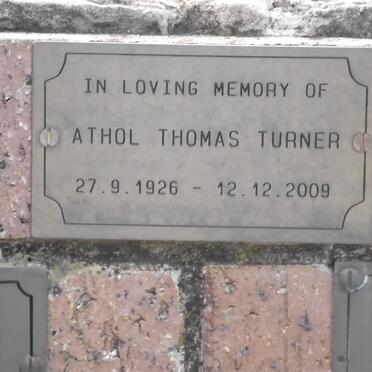 IN LOVING MEMORY OF
ATHOL THOMAS TURNER
27.9.1926 - 12.12.2009